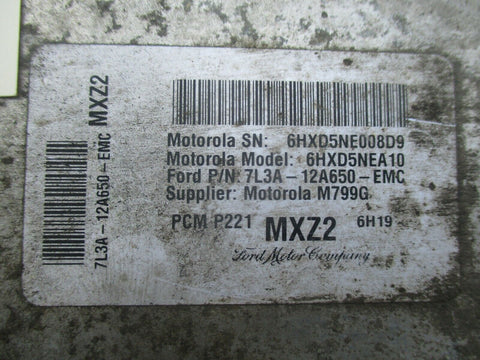 7L3A-12A650-EMC MXZ2
Motorola SN: 6HXD5NE008D9
Motorola Model: 6HXD5NEA10
Ford P/N: 7L3A-12A650-EMC
Supplier: Motorola M799G
PCM P221 MXZ2 6H19
Ford Motor Company